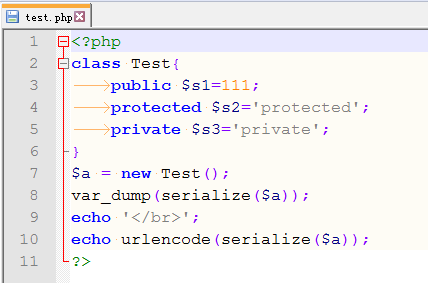 test.php
1 <?php
2 class Test{
3 public $s1=111;
4 protected $s2='protected';
5 private $s3='private';
6 }
7 $a = new Test();
8 var_dump(serialize($a));
9 echo '</br>';
10 echo urlencode(serialize($a));
11 ?>